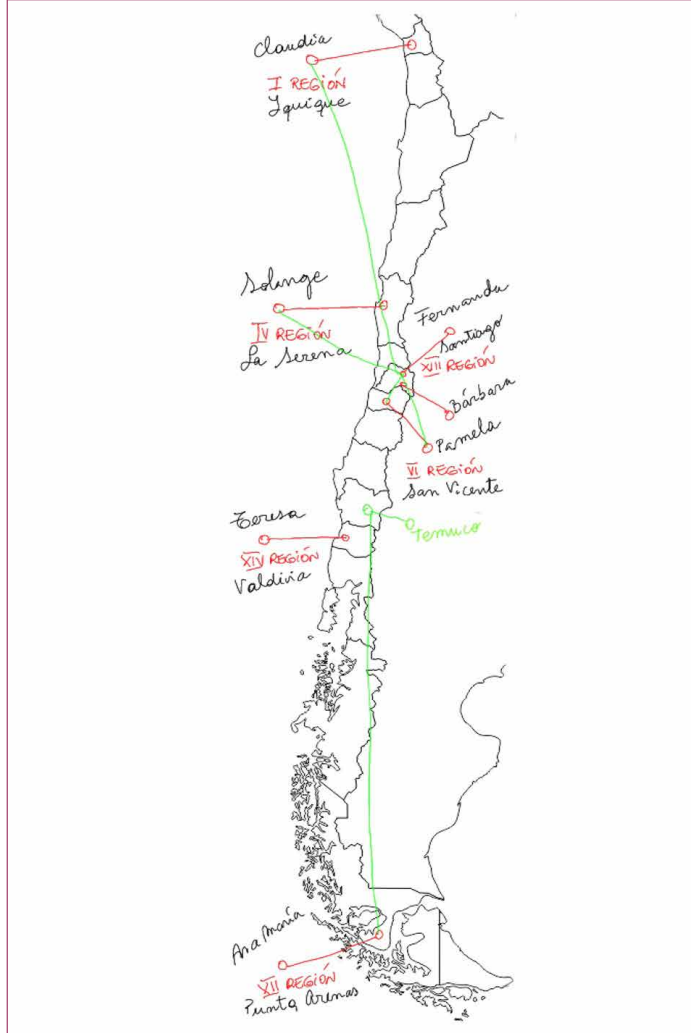 Claudia
I REGIÓN
Iquique
Solange
IV REGIÓN
La Serena
Fernanda
Santiago
XIII REGIÓN
Bárbara
Pamela
VI REGIÓN
San Vicente
Teresa
XIV REGIÓN
Valdivia
Temuco
Ana María
XII REGIÓN
Punta Arenas